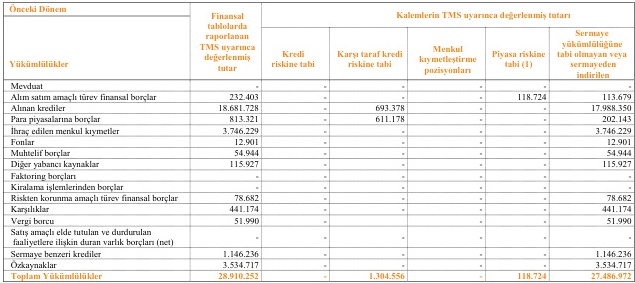 Önceki Dönem
Finansal tablolarda raporlanan TMS uyarınca değerlenmiş tutar
Kalemlerin TMS uyarınca değerlenmiş tutarı
Yükümlülükler
Kredi riskine tabi
Karşı taraf kredi riskine tabi
Menkul kıymetleştirme pozisyonları
Piyasa riskine tabi (1)
Sermaye yükümlülüğüne tabi olmayan veya sermayeden indirilen
Mevduat - - - - - -
Alım satım amaçlı türev finansal borçlar 232.403 - - - 118.724 113.679
Alınan krediler 18.681.728 - 693.378 - - 17.988.350
Para piyasalarına borçlar 813.321 - 611.178 - - 202.143
İhraç edilen menkul kıymetler 3.746.229 - - - - 3.746.229
Fonlar 12.901 - - - - 12.901
Muhtelif borçlar 54.944 - - - - 54.944
Diğer yabancı kaynaklar 115.927 - - - - 115.927
Faktoring borçları - - - - - -
Kiralama işlemlerinden borçlar - - - - - -
Riskten korunma amaçlı türev finansal borçlar 78.682 - - - - 78.682
Karşılıklar 441.174 - - - - 441.174
Vergi borcu 51.990 - - - - 51.990
Satış amaçlı elde tutulan ve durdurulan
faaliyetlere ilişkin duran varlık borçları (net) - - - - - -
Sermaye benzeri krediler 1.146.236 - - - - 1.146.236
Özkaynaklar 3.534.717 - - - - 3.534.717
Toplam Yükümlülükler 28.910.252 - 1.304.556 - 118.724 27.486.972